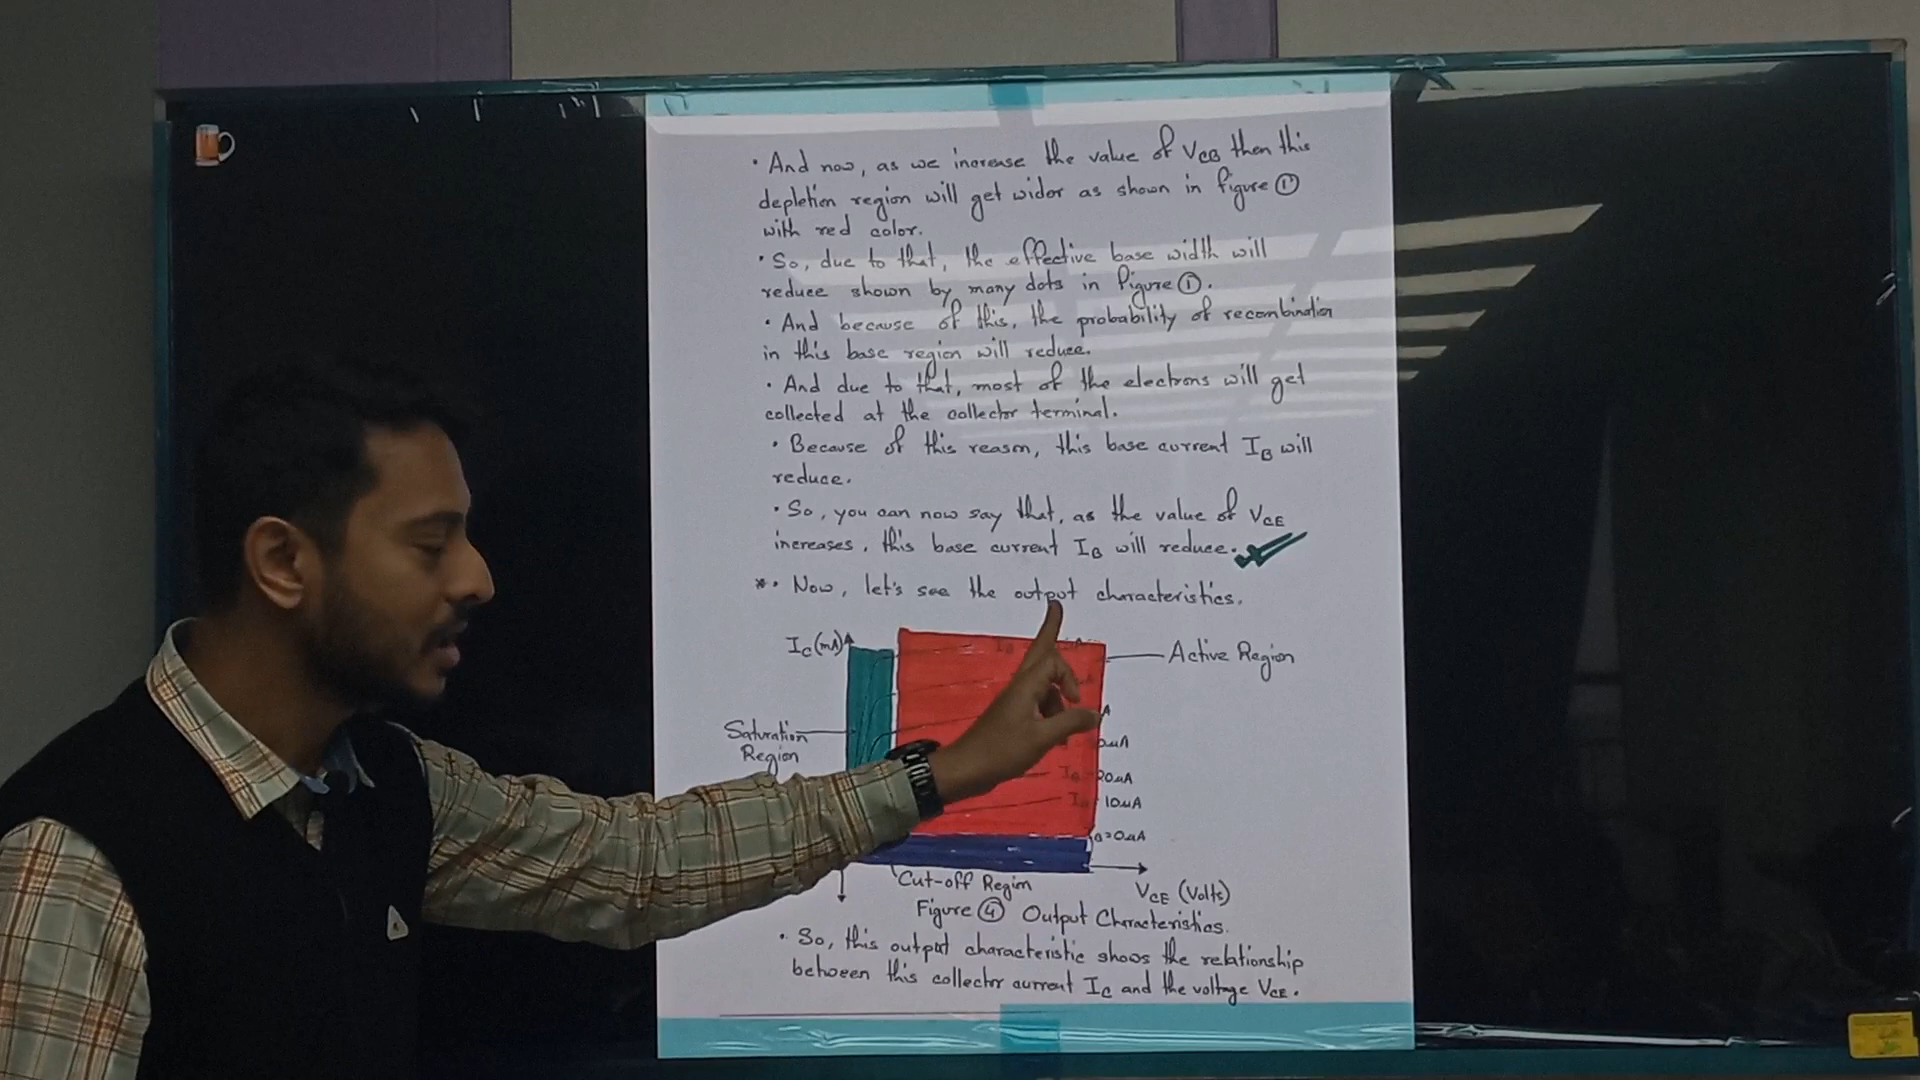 · And now, as we increase the value of VCB then this
depletion region will get wider as shown in figure ①
with red color.
· So, due to that, the effective base width will
reduce shown by many dots in figure ①.
· And because of this, the probability of recombination
in this base region will reduce.
· And due to that, most of the electrons will get
collected at the collector terminal.
· Because of this reason, this base current IB will
reduce.
· So, you can now say that, as the value of VCE
increases, this base current IB will reduce.
*· Now, let's see the output characteristics.
IC(mA)
Active Region
Saturation
Region
20μA
10μA
=0μA
Cut-off Region
VCE (Volts)
Figure ④ Output Characteristics.
· So, this output characteristic shows the relationship
between this collector current IC and the voltage VCE.